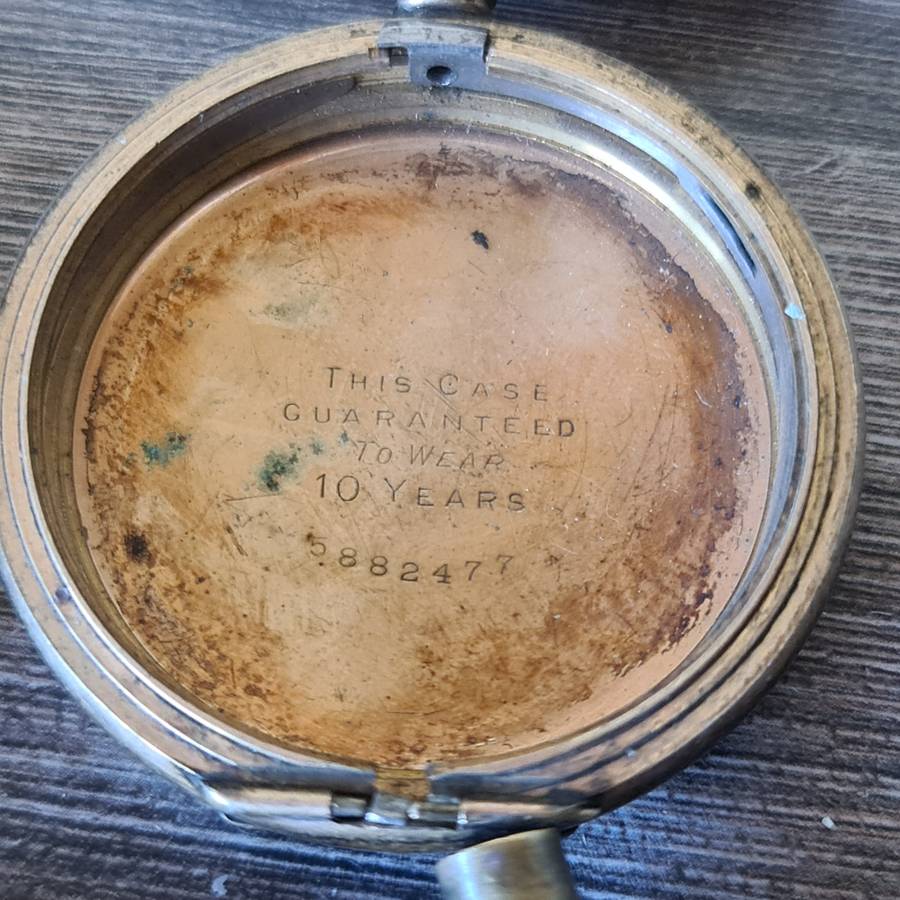 THIS CASE
GUARANTEED
TO WEAR
10 YEARS
5882477